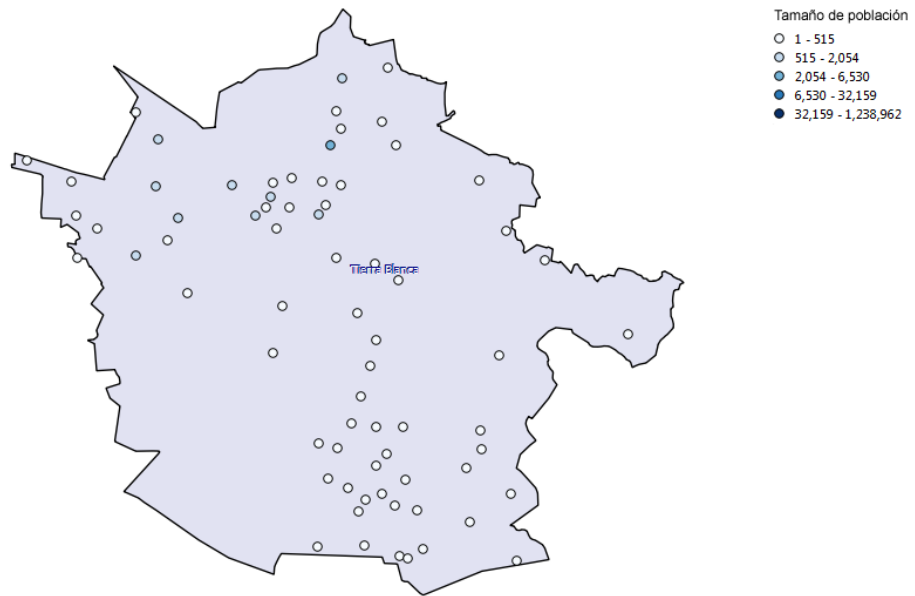 Tamaño de población
1 - 515
515 - 2,054
2,054 - 6,530
6,530 - 32,159
32,159 - 1,238,962
Tierra Blanca